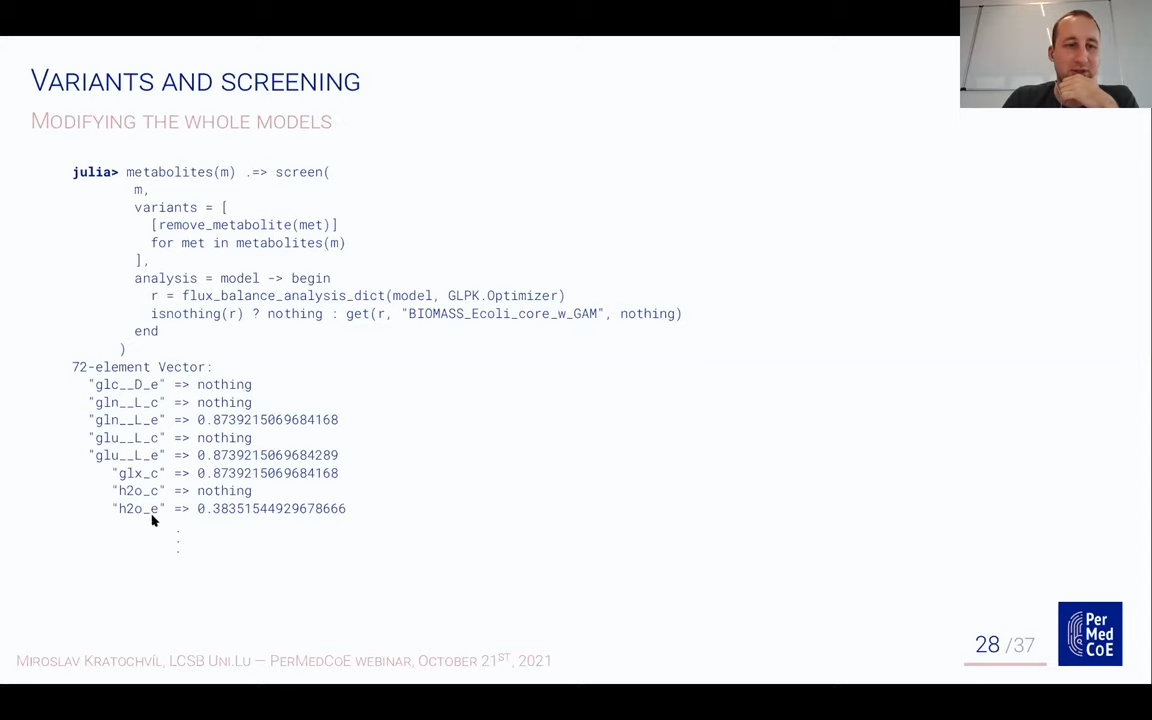 VARIANTS AND SCREENING
MODIFYING THE WHOLE MODELS
julia> metabolites(m) .=> screen(
m,
variants = [
[remove_metabolite(met)]
for met in metabolites(m)
],
analysis = model -> begin
r = flux_balance_analysis_dict(model, GLPK.Optimizer)
isnothing(r) ? nothing : get(r, "BIOMASS_Ecoli_core_w_GAM", nothing)
end
)
72-element Vector:
"glc__D_e" => nothing
"gln__L_c" => nothing
"gln__L_e" => 0.8739215069684168
"glu__L_c" => nothing
"glu__L_e" => 0.8739215069684289
"glx_c" => 0.8739215069684168
"h2o_c" => nothing
"h2o_e" => 0.38351544929678666
.
.
.
MIROSLAV KRATOCHVÍL, LCSB UNI.LU — PERMEDCOE WEBINAR, OCTOBER 21ST, 2021
28 /37
Per
Med
CoE